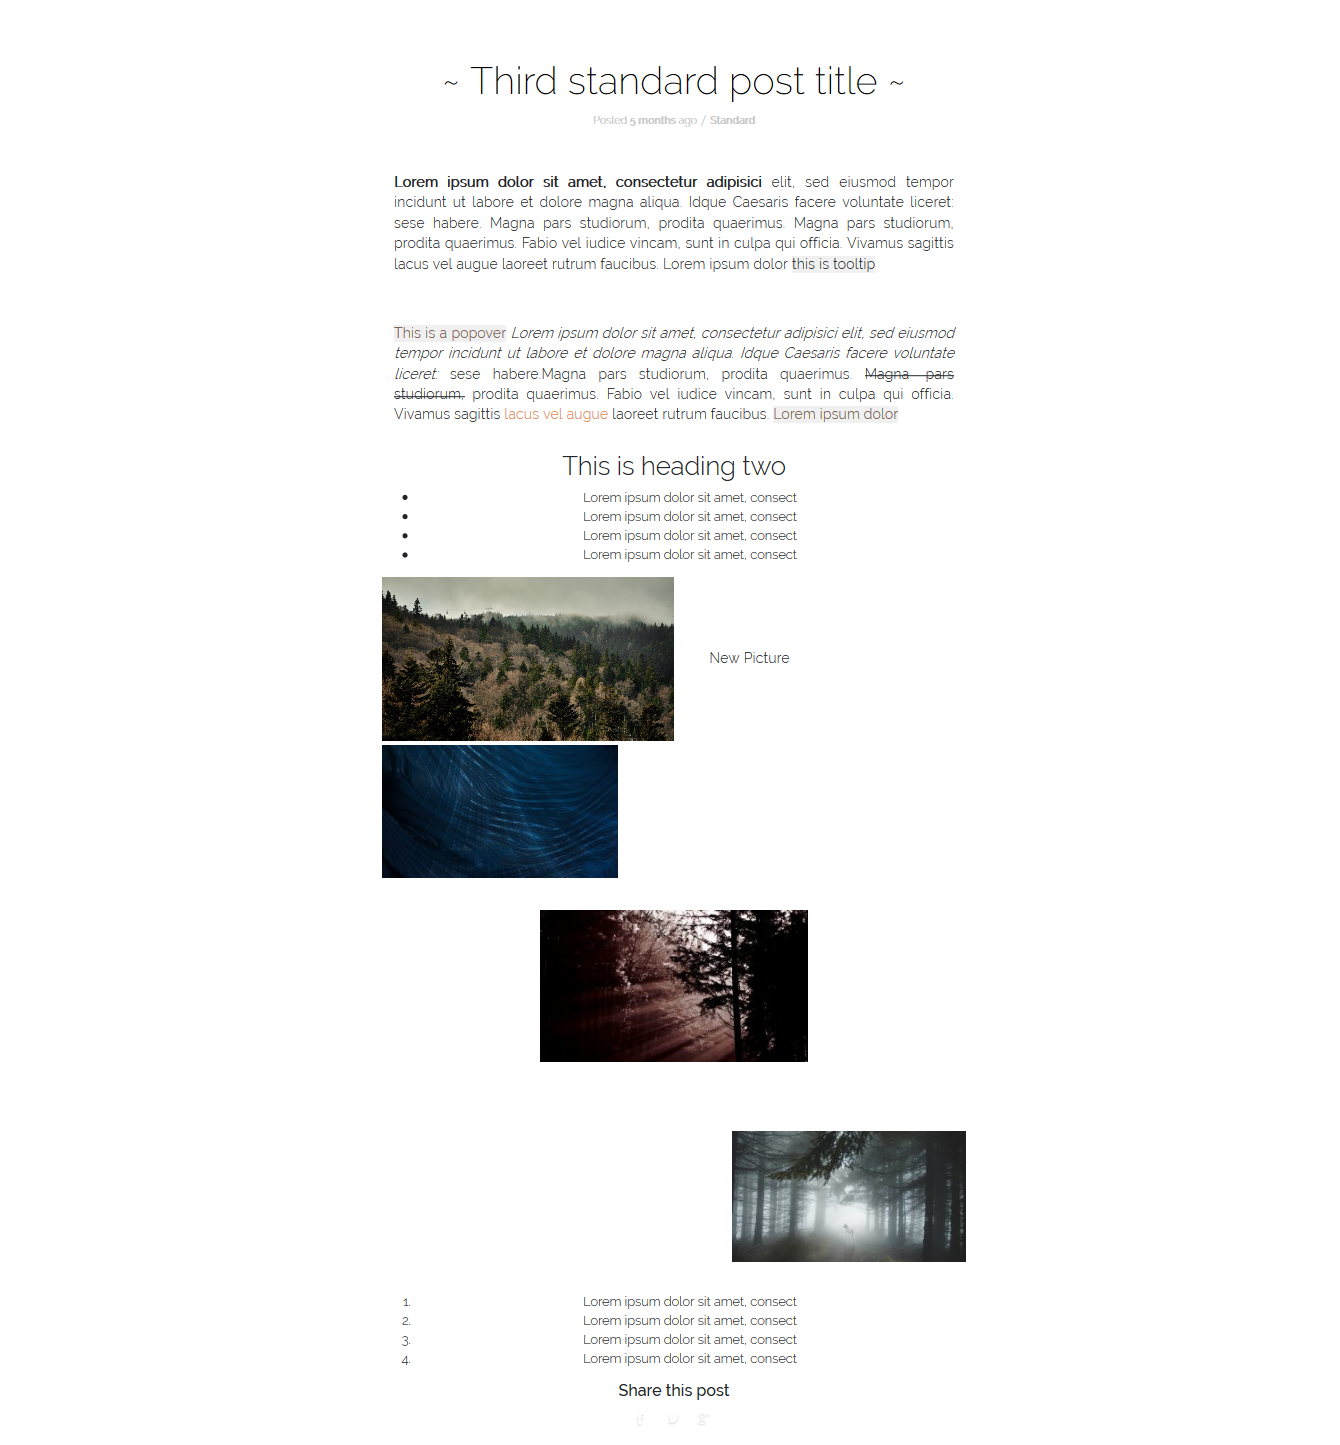 ~ Third standard post title ~
Posted 5 months ago / Standard
Lorem ipsum dolor sit amet, consectetur adipisici elit, sed eiusmod tempor
incidunt ut labore et dolore magna aliqua. Idque Caesaris facere voluntate liceret:
sese habere. Magna pars studiorum, prodita quaerimus. Magna pars studiorum,
prodita quaerimus. Fabio vel iudice vincam, sunt in culpa qui officia. Vivamus sagittis
lacus vel augue laoreet rutrum faucibus. Lorem ipsum dolor this is tooltip
This is a popover Lorem ipsum dolor sit amet, consectetur adipisici elit, sed eiusmod
tempor incidunt ut labore et dolore magna aliqua. Idque Caesaris facere voluntate
liceret: sese habere.Magna pars studiorum, prodita quaerimus. Magna pars
studiorum, prodita quaerimus. Fabio vel iudice vincam, sunt in culpa qui officia.
Vivamus sagittis lacus vel augue laoreet rutrum faucibus. Lorem ipsum dolor
This is heading two
• Lorem ipsum dolor sit amet, consect
• Lorem ipsum dolor sit amet, consect
• Lorem ipsum dolor sit amet, consect
• Lorem ipsum dolor sit amet, consect
New Picture
1. Lorem ipsum dolor sit amet, consect
2. Lorem ipsum dolor sit amet, consect
3. Lorem ipsum dolor sit amet, consect
4. Lorem ipsum dolor sit amet, consect
Share this post